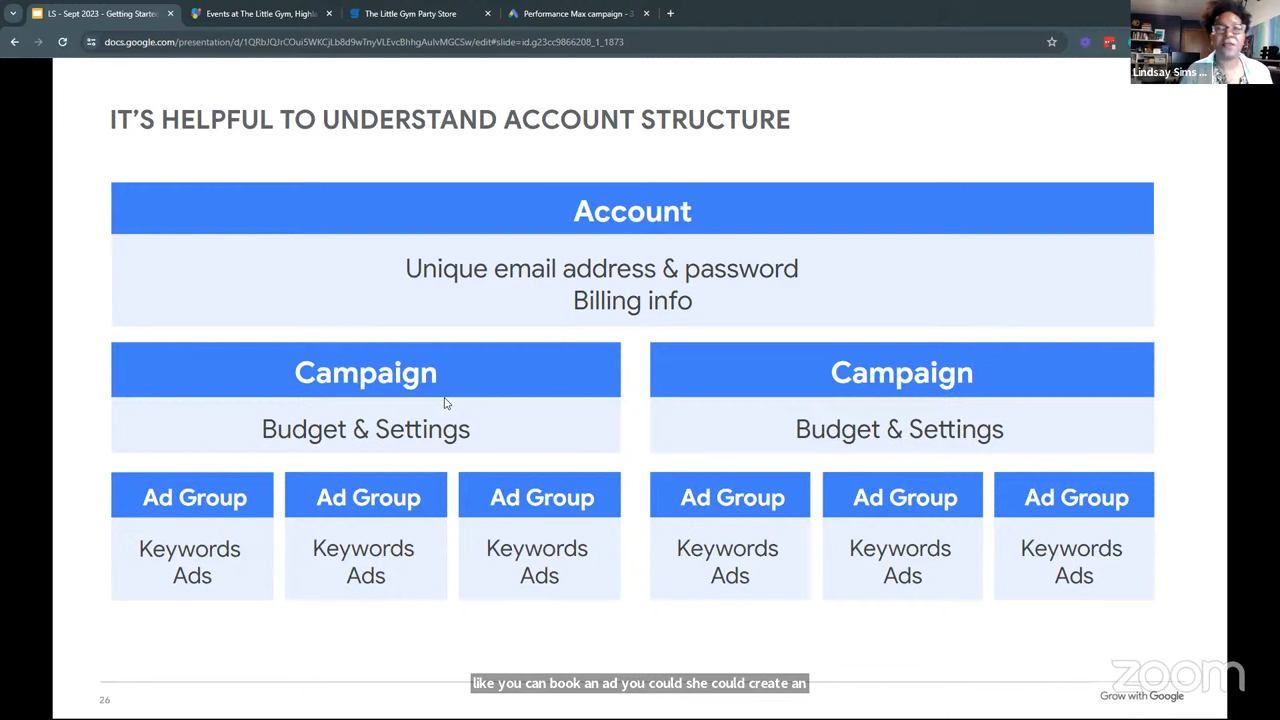 LS - Sept 2023 - Getting Starte
Events at The Little Gym, Highl
The Little Gym Party Store
Performance Max campaign - 3
docs.google.com/presentation/d/1QRbJQJrCOui5WKCjLb8d9wTnyVLEvcBhhgAulvMGCSw/edit#slide=id.g23cc9866208_1_1873
Lindsay Sims ...
IT'S HELPFUL TO UNDERSTAND ACCOUNT STRUCTURE
Account
Unique email address & password
Billing info
Campaign
Campaign
Budget & Settings
Budget & Settings
Ad Group
Ad Group
Ad Group
Ad Group
Ad Group
Ad Group
Keywords
Keywords
Keywords
Keywords
Keywords
Keywords
Ads
Ads
Ads
Ads
Ads
Ads
like you can book an ad you could she could create an
zoom
Grow with Google
26